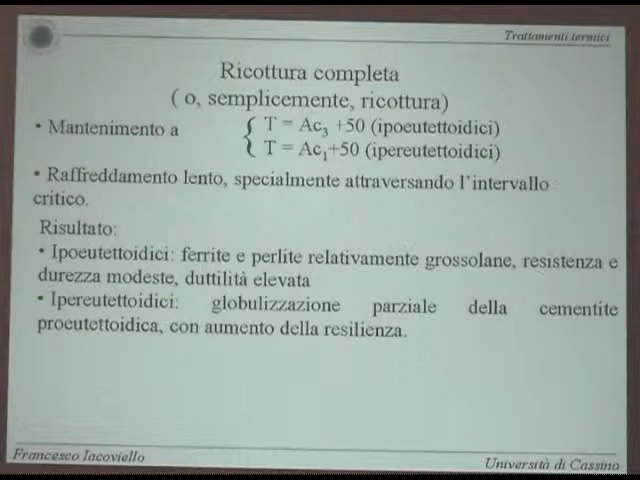 Trattamenti termici
Ricottura completa
( o, semplicemente, ricottura)
• Mantenimento a { T = Ac3 +50 (ipoeutettoidici)
T = Ac1+50 (ipereutettoidici)
• Raffreddamento lento, specialmente attraversando l'intervallo
critico.
Risultato:
• Ipoeutettoidici: ferrite e perlite relativamente grossolane, resistenza e
durezza modeste, duttilità elevata
• Ipereutettoidici: globulizzazione parziale della cementite
proeutettoidica, con aumento della resilienza.
Francesco Iacoviello
Università di Cassino